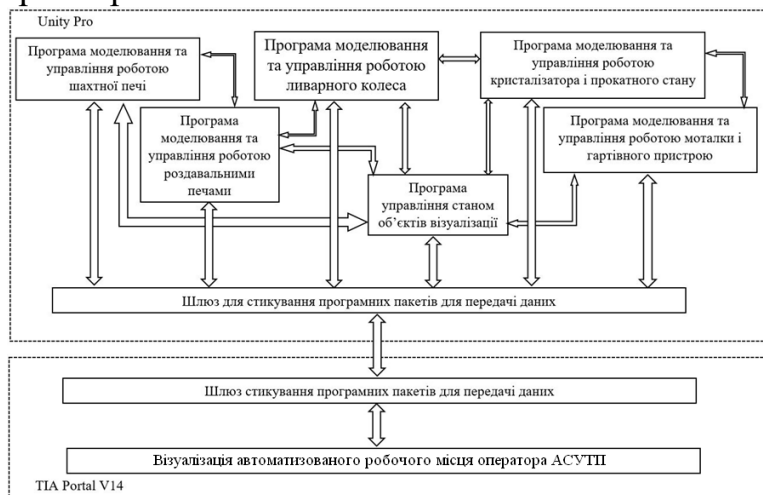 Unity Pro
Програма моделювання та
управління роботою
шахтної печі
Програма моделювання
та управління роботою
ливарного колеса
Програма моделювання та
управління роботою
кристалізатора і прокатного стану
Програма
моделювання та
управління роботою
роздавальними
печами
Програма моделювання та
управління роботою моталки і
гартівного пристрою
Програма
управління станом
об’єктів візуалізації
Шлюз для стикування програмних пакетів для передачі даних
Шлюз стикування програмних пакетів для передачі даних
Візуалізація автоматизованого робочого місця оператора АСУТП
TIA Portal V14